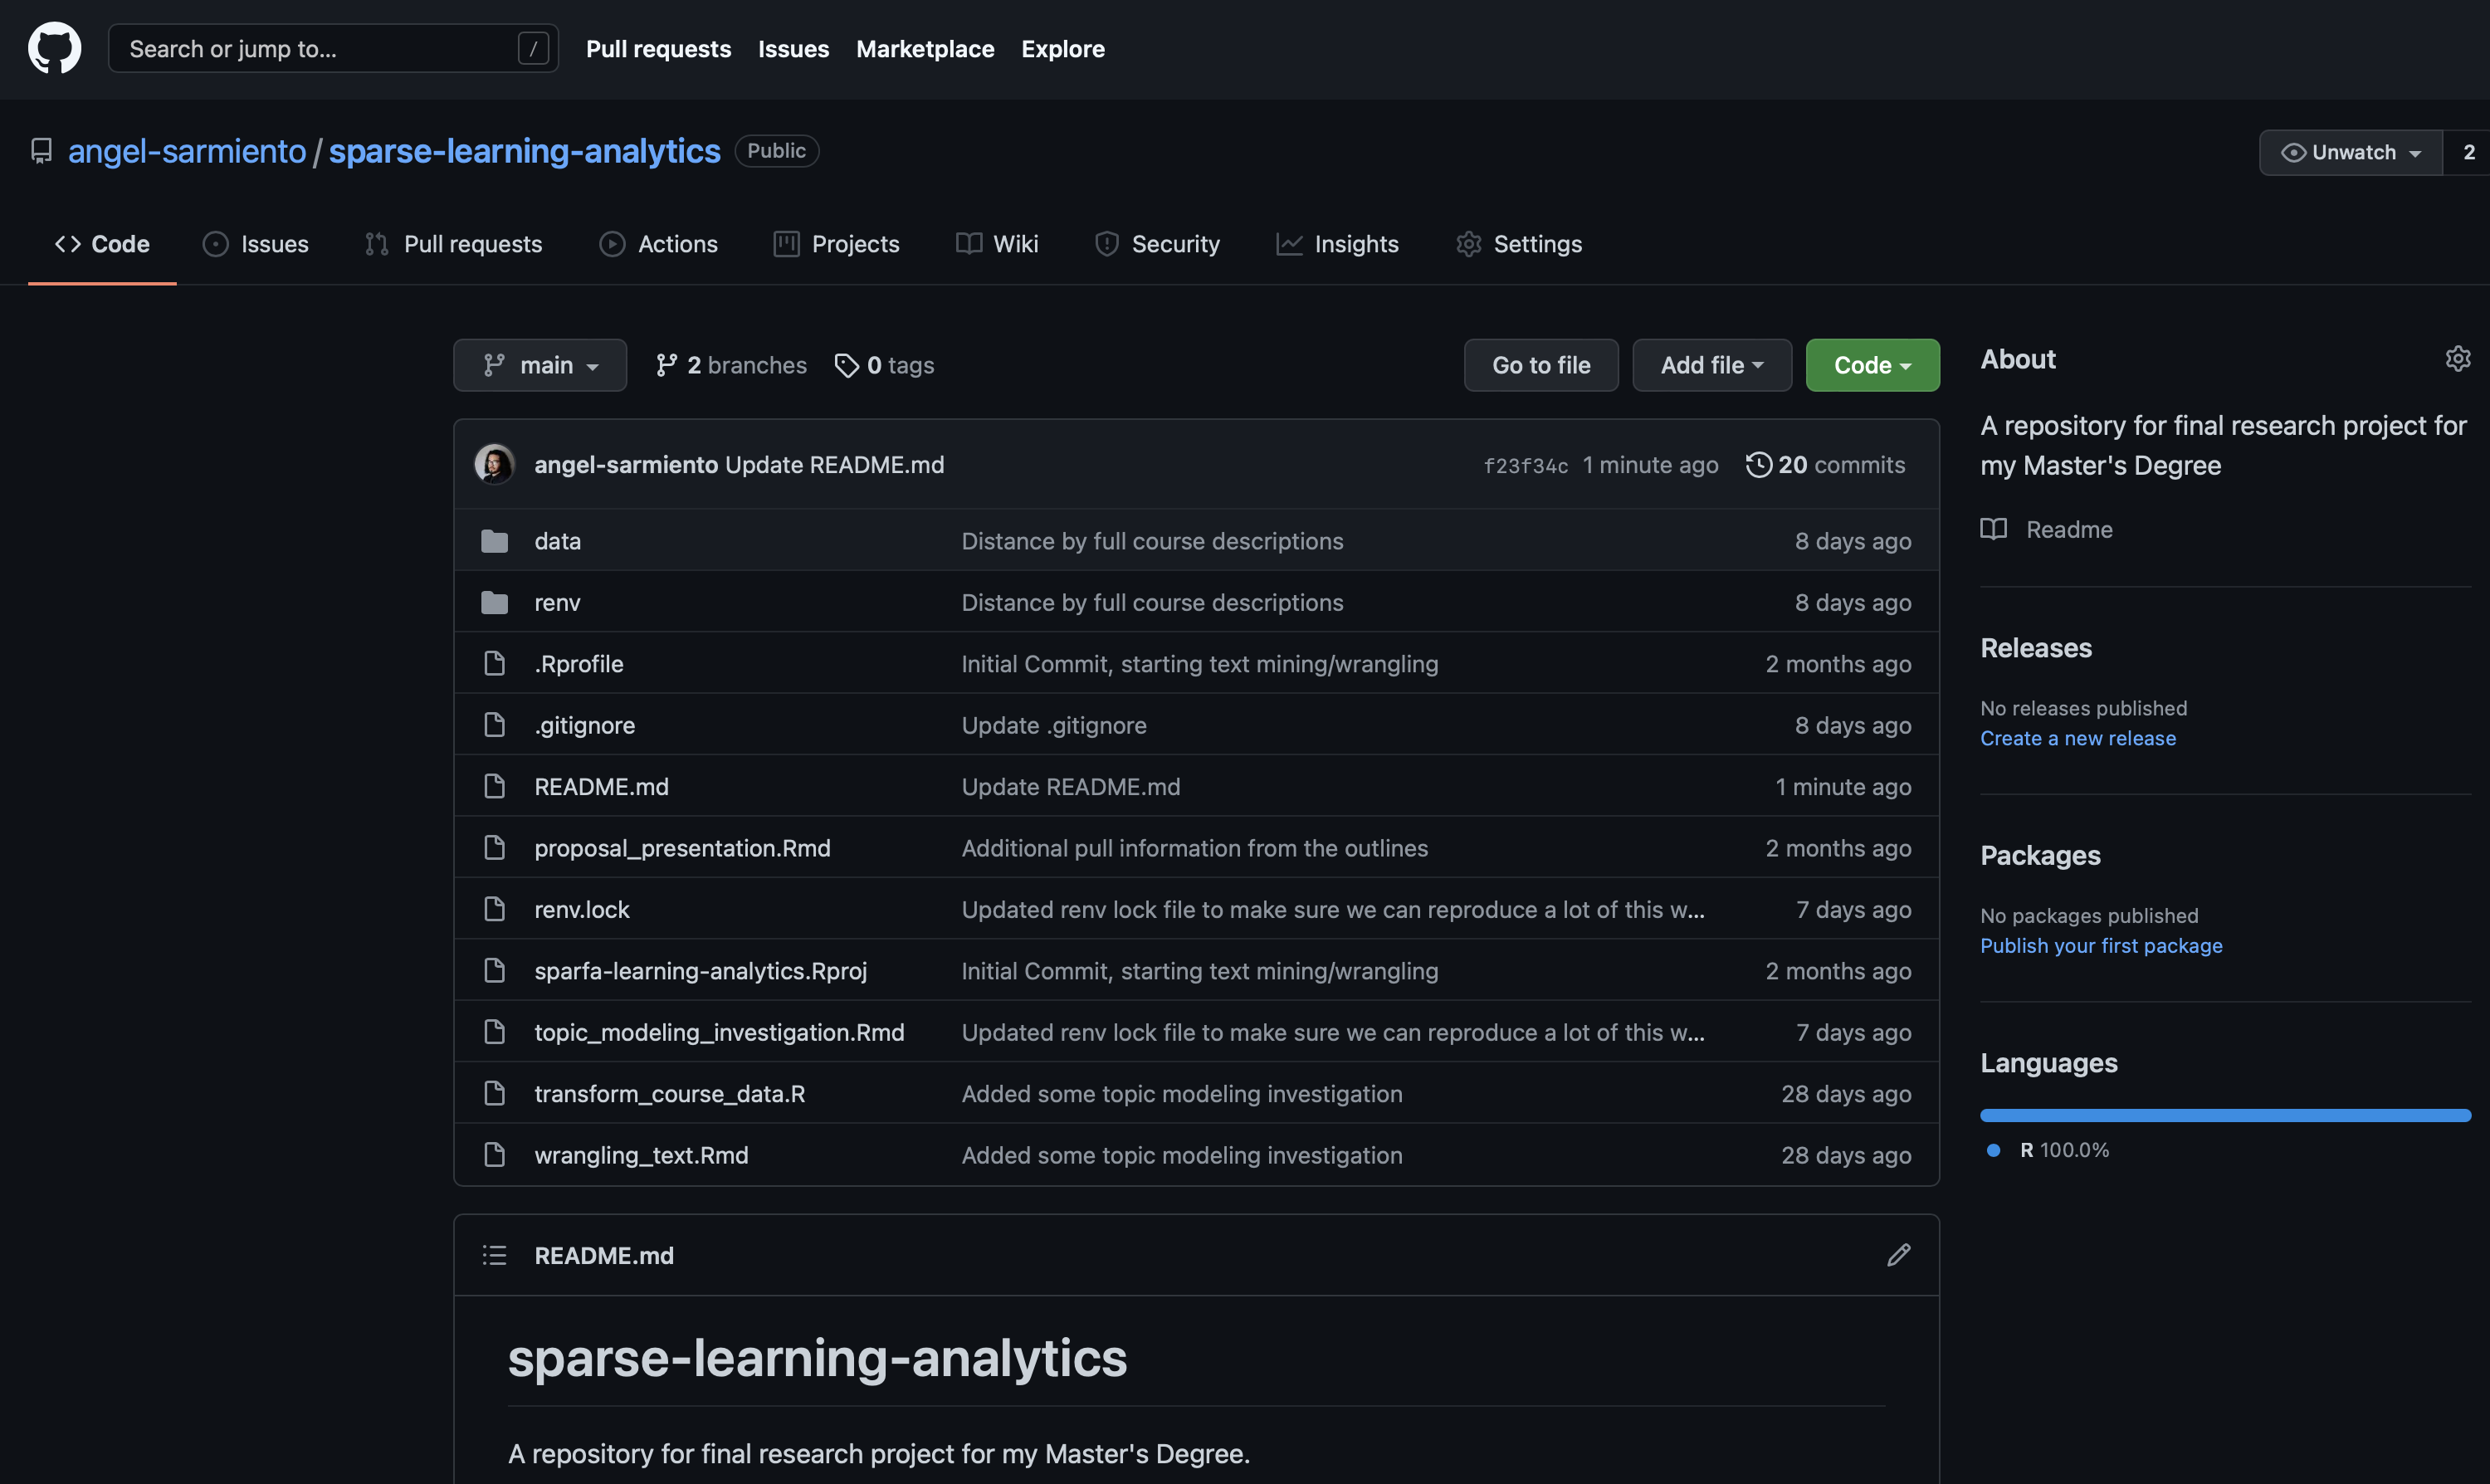 Search or jump to... / Pull requests Issues Marketplace Explore
angel-sarmiento / sparse-learning-analytics Public Unwatch 2
Code Issues Pull requests Actions Projects Wiki Security Insights Settings
main 2 branches 0 tags Go to file Add file Code
angel-sarmiento Update README.md f23f34c 1 minute ago 20 commits
data Distance by full course descriptions 8 days ago
renv Distance by full course descriptions 8 days ago
.Rprofile Initial Commit, starting text mining/wrangling 2 months ago
.gitignore Update .gitignore 8 days ago
README.md Update README.md 1 minute ago
proposal_presentation.Rmd Additional pull information from the outlines 2 months ago
renv.lock Updated renv lock file to make sure we can reproduce a lot of this w... 7 days ago
sparfa-learning-analytics.Rproj Initial Commit, starting text mining/wrangling 2 months ago
topic_modeling_investigation.Rmd Updated renv lock file to make sure we can reproduce a lot of this w... 7 days ago
transform_course_data.R Added some topic modeling investigation 28 days ago
wrangling_text.Rmd Added some topic modeling investigation 28 days ago
README.md
sparse-learning-analytics
A repository for final research project for my Master's Degree.
About
A repository for final research project for
my Master's Degree
Readme
Releases
No releases published
Create a new release
Packages
No packages published
Publish your first package
Languages
R 100.0%